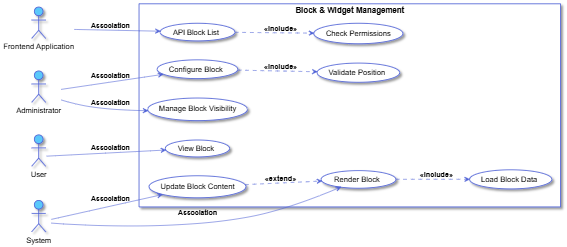 Block & Widget Management
Association
API Block List
«include»
Check Permissions
Frontend Application
Association
Configure Block
«include»
Validate Position
Administrator
Association
Manage Block Visibility
Association
View Block
User
Association
Update Block Content
«extend»
Render Block
«include»
Load Block Data
Association
System